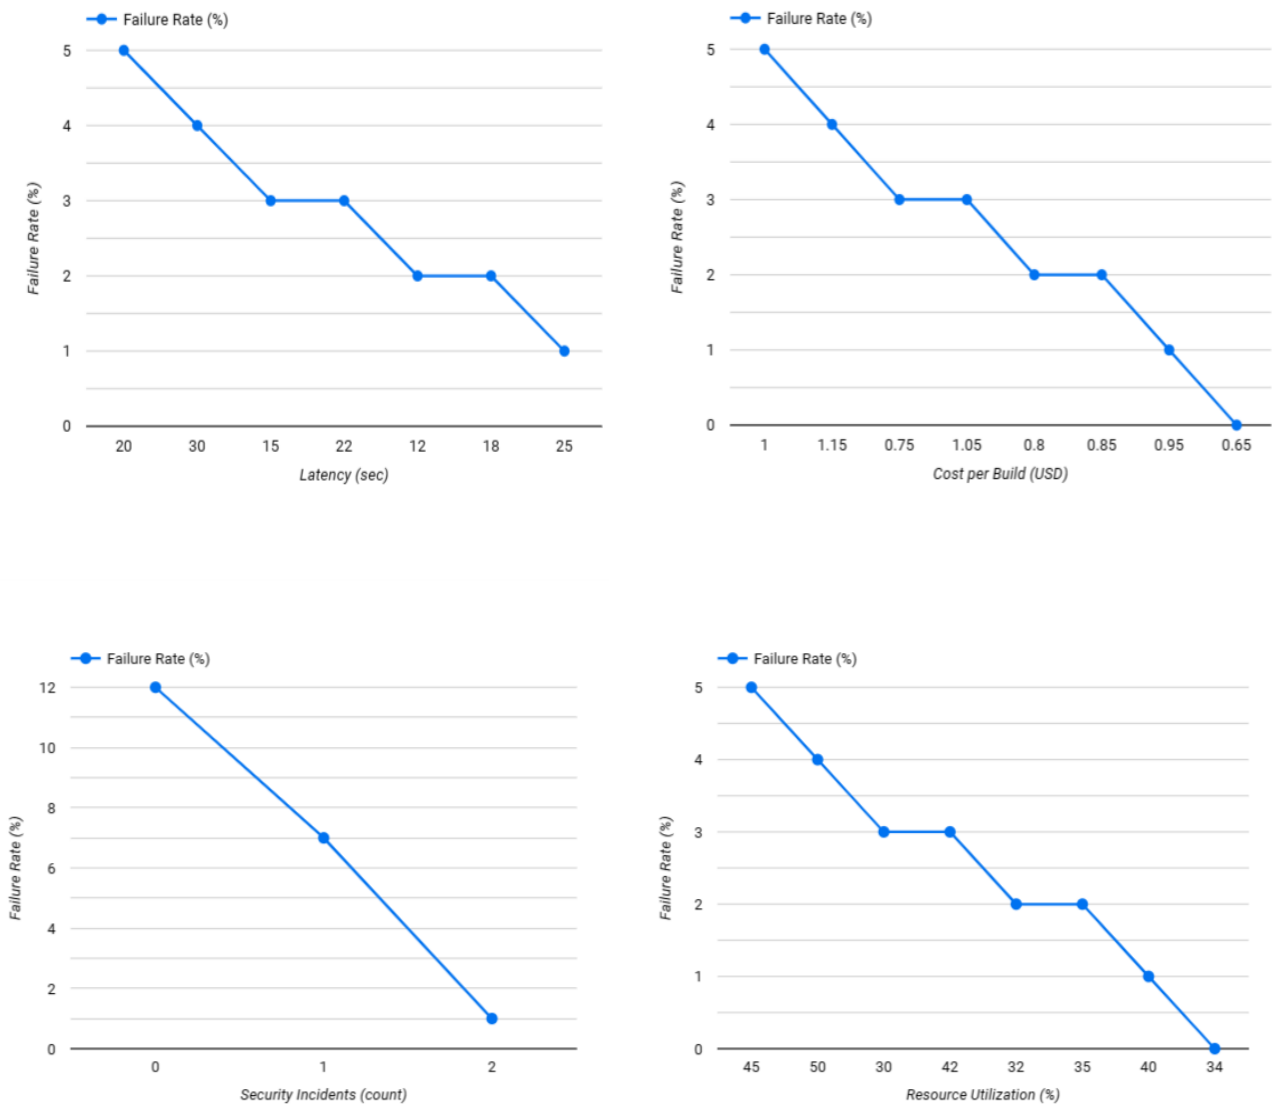 Failure Rate (%)
5
4
3
2
1
0
Failure Rate (%)
20 30 15 22 12 18 25
Latency (sec)
Failure Rate (%)
5
4
3
2
1
0
Failure Rate (%)
1 1.15 0.75 1.05 0.8 0.85 0.95 0.65
Cost per Build (USD)
Failure Rate (%)
12
10
8
6
4
2
0
Failure Rate (%)
0 1 2
Security Incidents (count)
Failure Rate (%)
5
4
3
2
1
0
Failure Rate (%)
45 50 30 42 32 35 40 34
Resource Utilization (%)